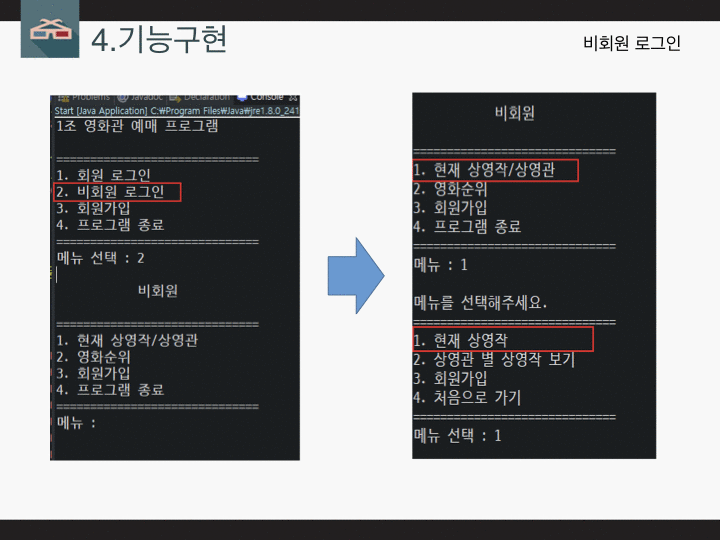 4.기능구현
비회원 로그인
Problems Javadoc Declaration Console
Start [Java Application] C:₩Program Files₩Java₩jre1.8.0_241
1조 영화관 예매 프로그램
=============================
1. 회원 로그인
2. 비회원 로그인
3. 회원가입
4. 프로그램 종료
=============================
메뉴 선택 : 2
비회원
=============================
1. 현재 상영작/상영관
2. 영화순위
3. 회원가입
4. 프로그램 종료
=============================
메뉴 :
비회원
=============================
1. 현재 상영작/상영관
2. 영화순위
3. 회원가입
4. 프로그램 종료
=============================
메뉴 : 1
메뉴를 선택해주세요.
=============================
1. 현재 상영작
2. 상영관 별 상영작 보기
3. 회원가입
4. 처음으로 가기
=============================
메뉴 선택 : 1